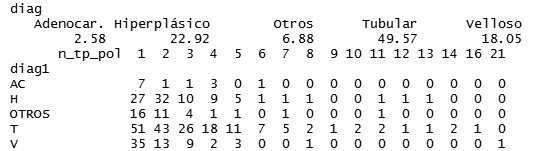 diag
Adenocar. Hiperplásico Otros Tubular Velloso
2.58 22.92 6.88 49.57 18.05
n_tp_pol 1 2 3 4 5 6 7 8 9 10 11 12 13 14 16 21
diag1
AC 7 1 1 3 0 1 0 0 0 0 0 0 0 0 0 0
H 27 32 10 9 5 1 1 1 0 0 1 1 1 0 0 0
OTROS 16 11 4 1 1 0 1 0 0 0 1 0 0 0 0 0
T 51 43 26 18 11 7 5 2 1 2 2 1 1 2 1 0
V 35 13 9 2 3 0 0 1 0 0 0 0 0 0 0 1